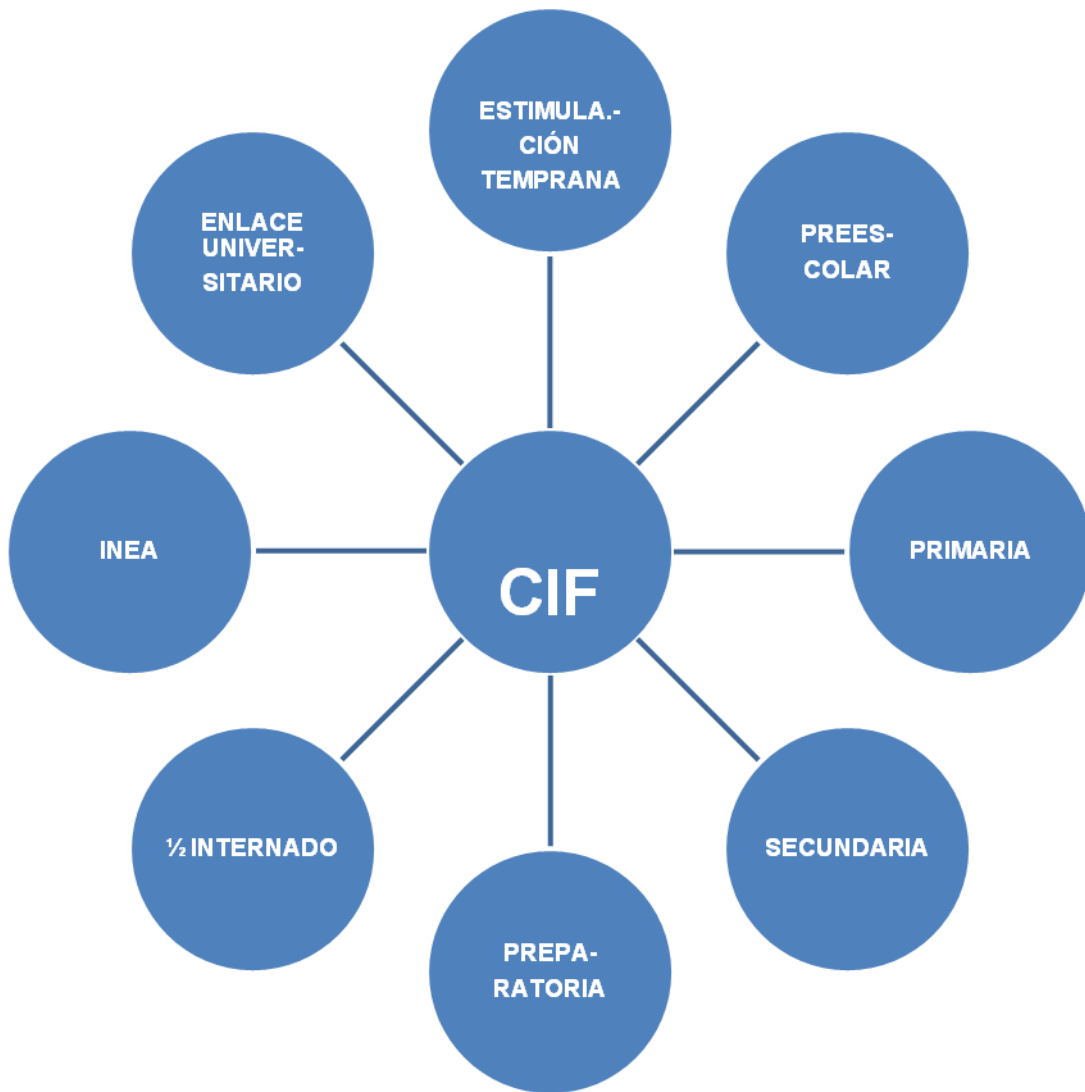 ESTIMULA.-
CIÓN
TEMPRANA
PREES-
COLAR
PRIMARIA
SECUNDARIA
PREPA-
RATORIA
½ INTERNADO
INEA
ENLACE
UNIVER-
SITARIO
CIF